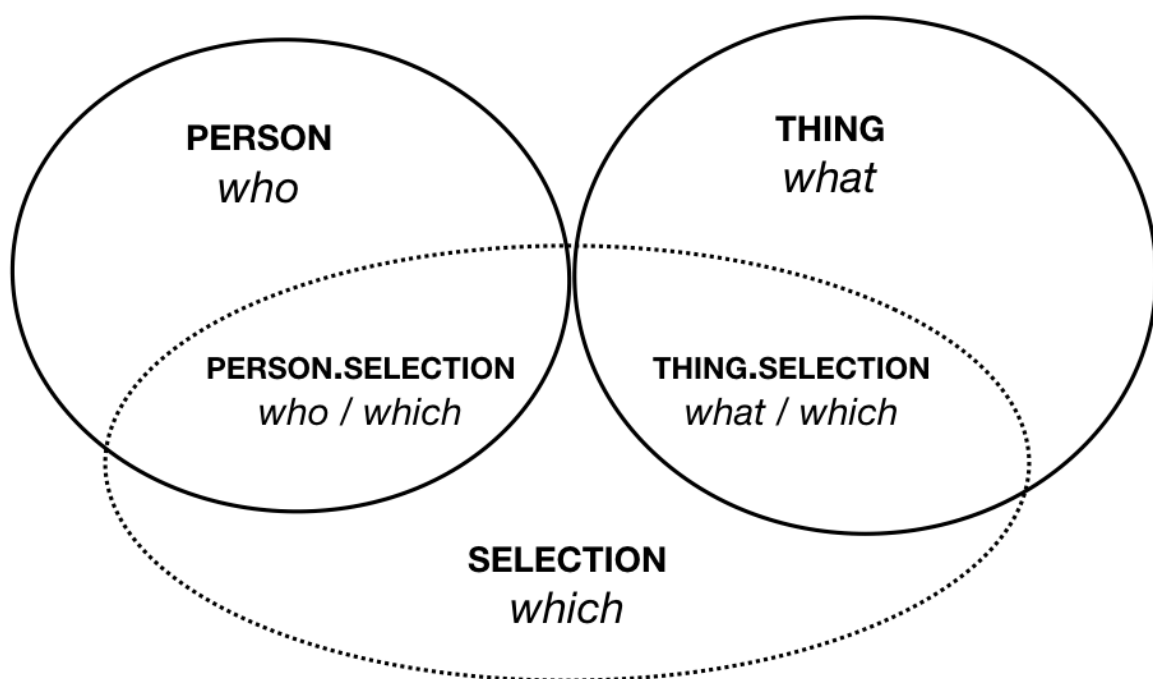 PERSON
who
THING
what
PERSON.SELECTION
who / which
THING.SELECTION
what / which
SELECTION
which